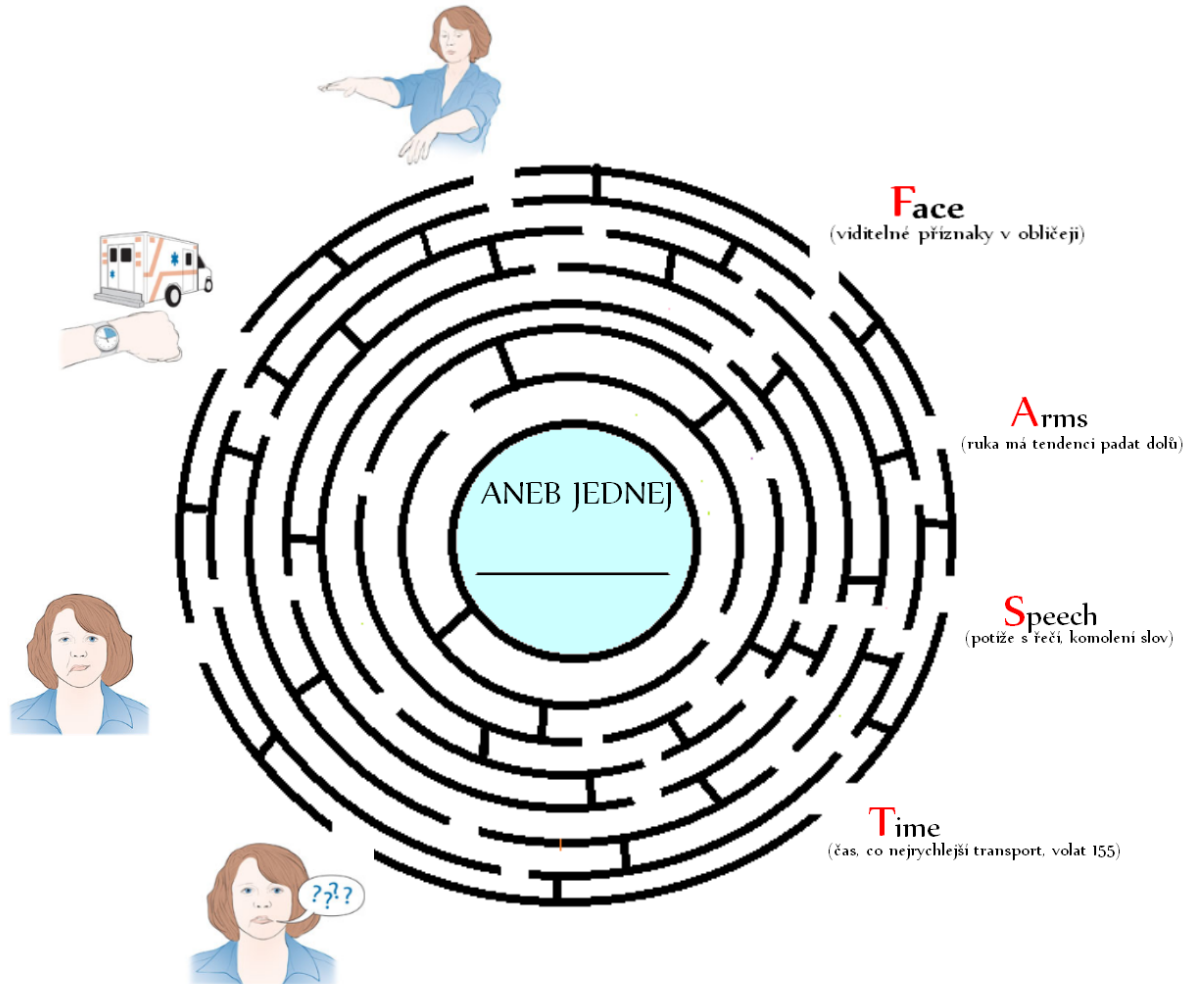 Face
(viditelné příznaky v obličeji)
Arms
(ruka má tendenci padat dolů)
ANEB JEDNEJ
Speech
(potíže s řečí, komolení slov)
Time
(čas, co nejrychlejší transport, volat 155)
????